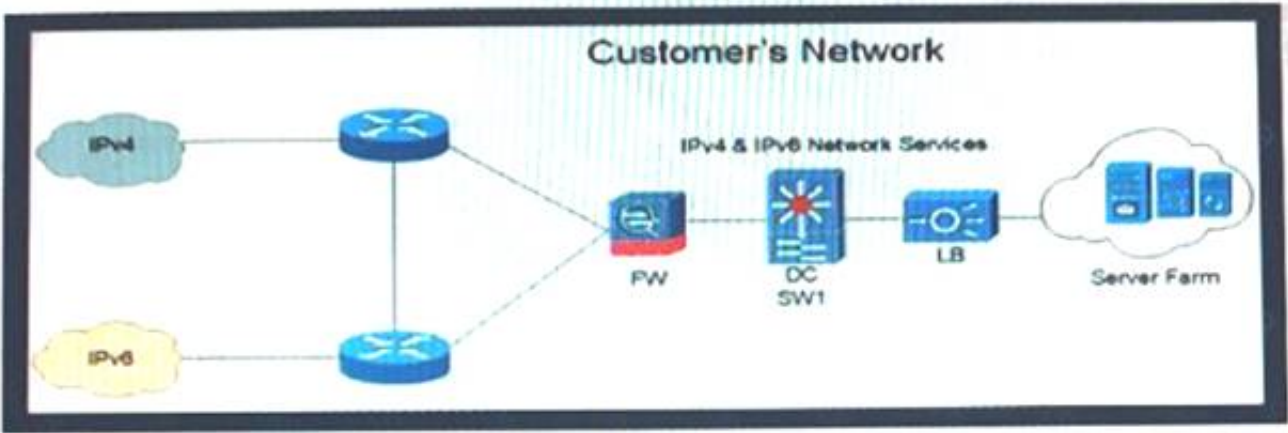 Customer's Network
IPv4
IPv4 & IPv6 Network Services
FW
DC
SW1
LB
Server Farm
IPv6